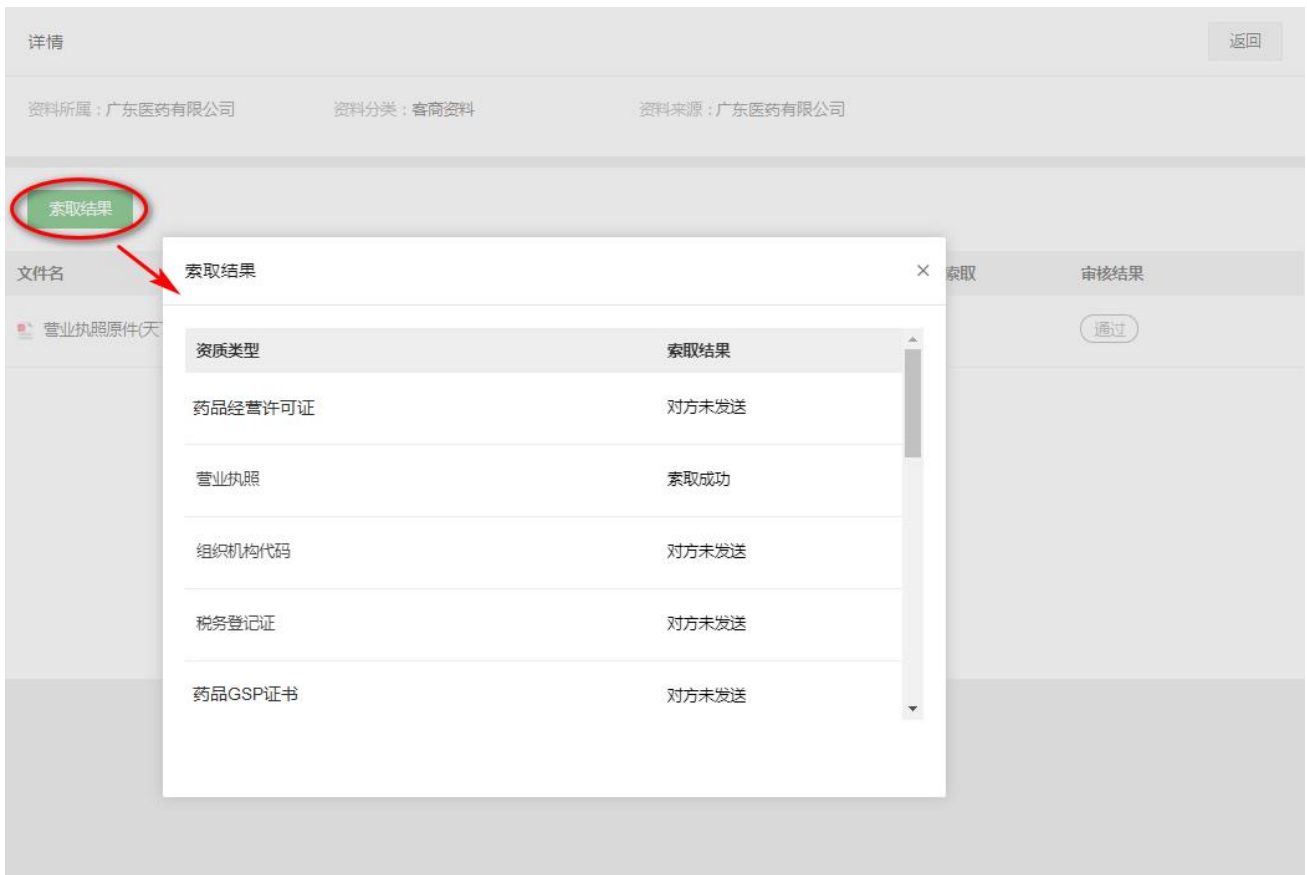 详情 返回
资料所属：广东医药有限公司 资料分类：客商资料 资料来源：广东医药有限公司
索取结果
索取结果 ×
文件名 索取 审核结果
营业执照原件(天 通过
资质类型 索取结果
药品经营许可证 对方未发送
营业执照 索取成功
组织机构代码 对方未发送
税务登记证 对方未发送
药品GSP证书 对方未发送